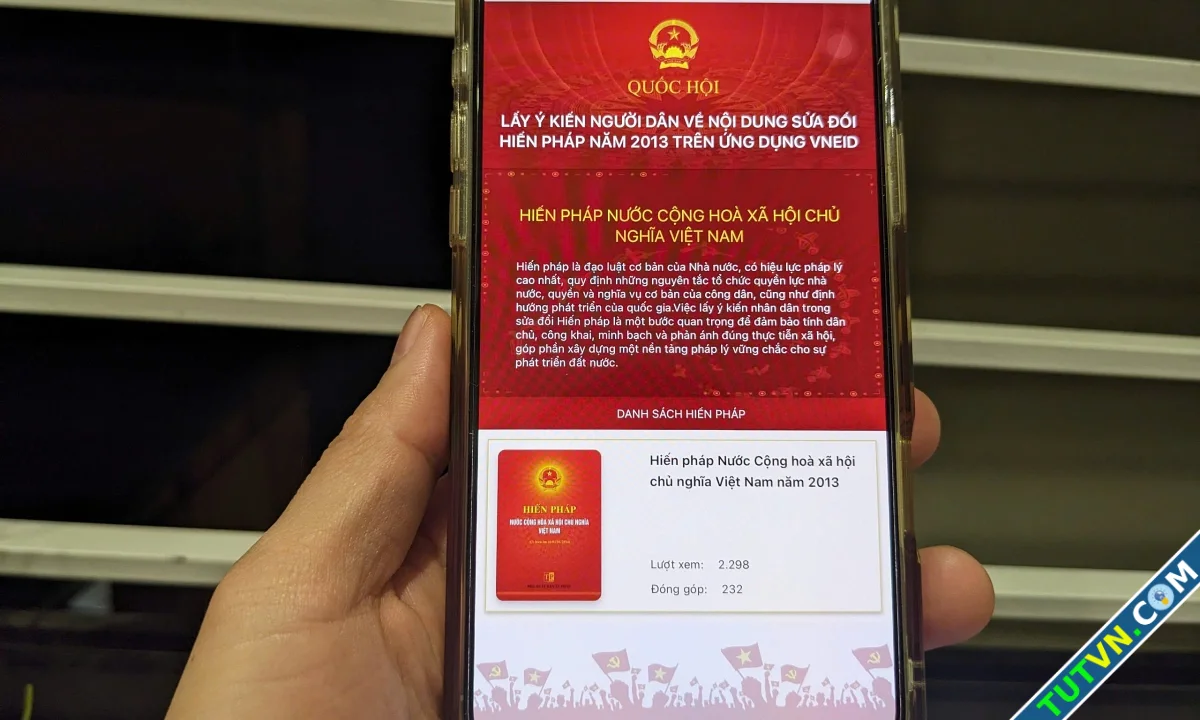 QUỐC HỘI
LẤY Ý KIẾN NGƯỜI DÂN VỀ NỘI DUNG SỬA ĐỔI
HIẾN PHÁP NĂM 2013 TRÊN ỨNG DỤNG VNEID
HIẾN PHÁP NƯỚC CỘNG HOÀ XÃ HỘI CHỦ
NGHĨA VIỆT NAM
Hiến pháp là đạo luật cơ bản của Nhà nước, có hiệu lực pháp lý
cao nhất, quy định những nguyên tắc tổ chức quyền lực nhà
nước, quyền và nghĩa vụ cơ bản của công dân, cũng như định
hướng phát triển của quốc gia.Việc lấy ý kiến nhân dân trong
sửa đổi Hiến pháp là một bước quan trọng để đảm bảo tính dân
chủ, công khai, minh bạch và phản ánh đúng thực tiễn xã hội,
góp phần xây dựng một nền tảng pháp lý vững chắc cho sự
phát triển đất nước.
DANH SÁCH HIẾN PHÁP
Hiến pháp Nước Cộng hoà xã hội
chủ nghĩa Việt Nam năm 2013
HIẾN PHÁP
NƯỚC CỘNG HOÀ XÃ HỘI CHỦ NGHĨA
VIỆT NAM
Lượt xem: 2.298
Đóng góp: 232
TUTVN.COM